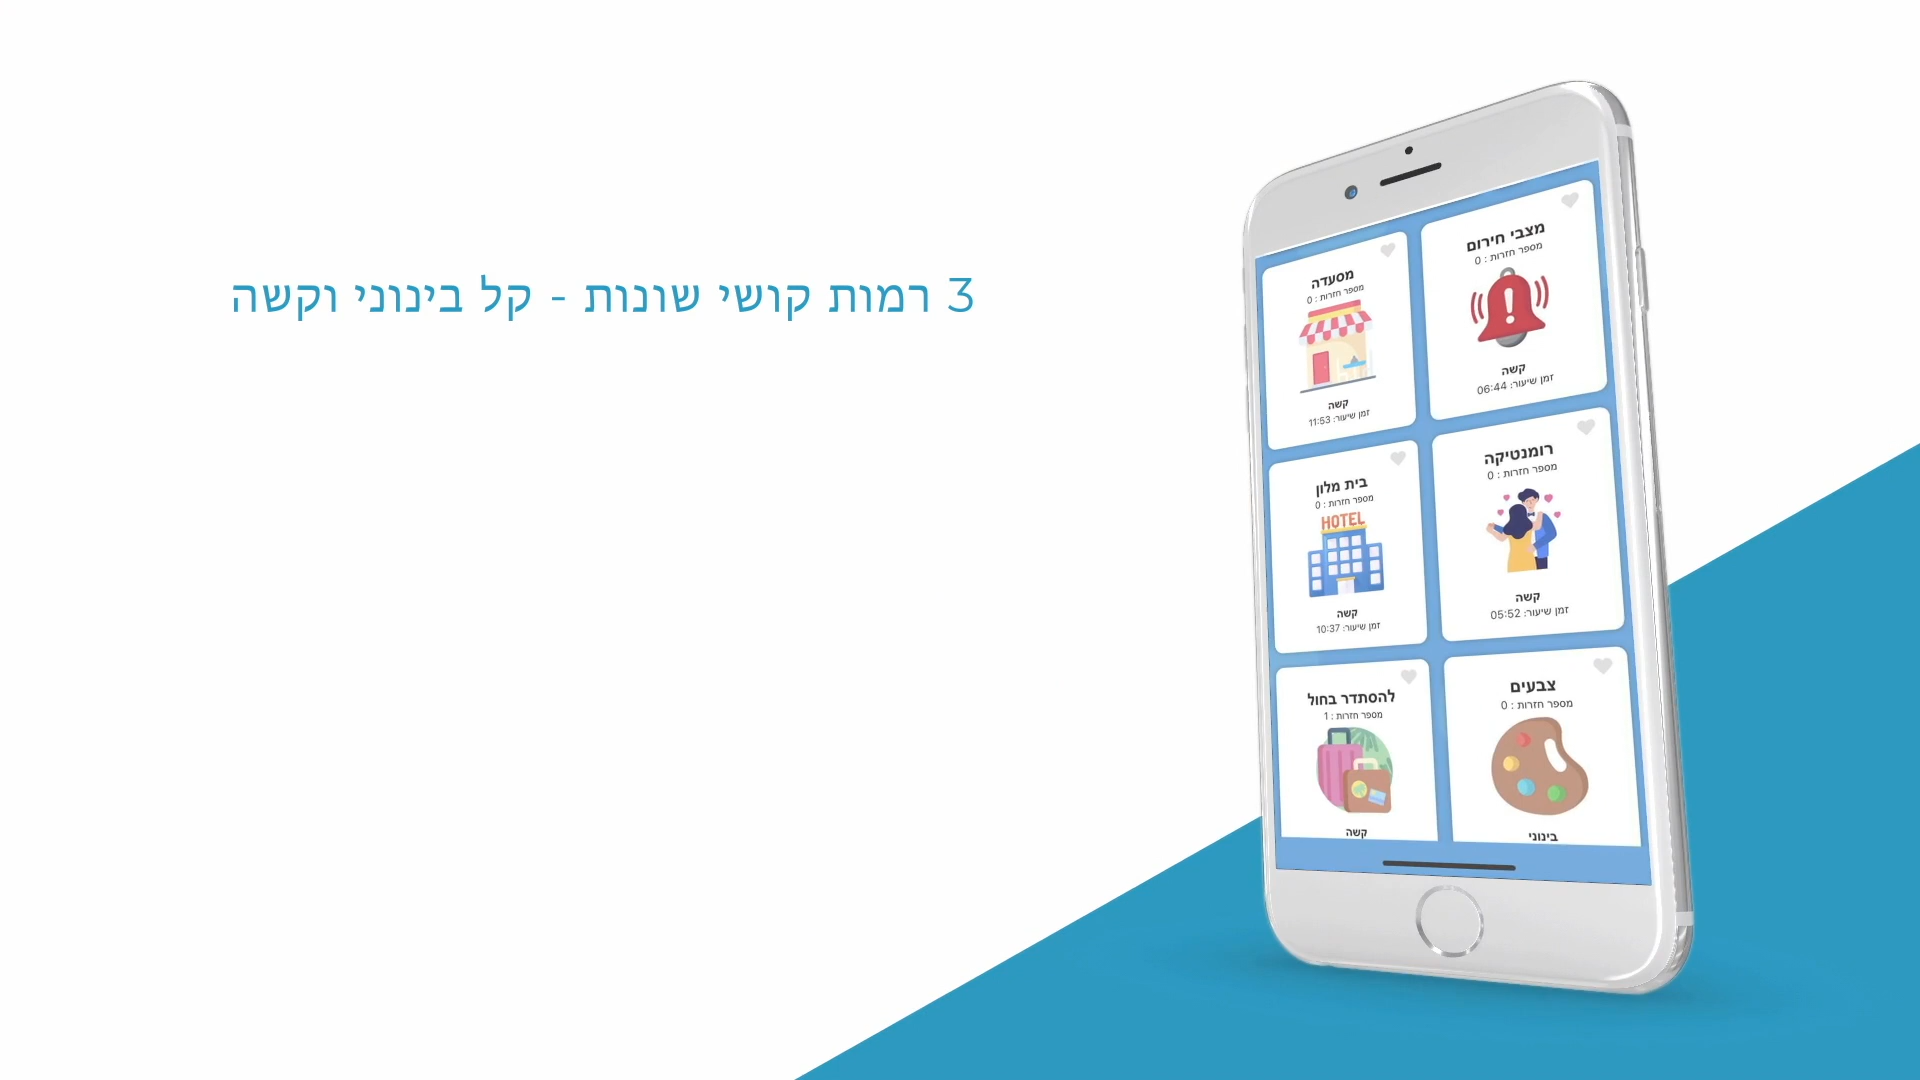 3 רמות קושי שונות - קל בינוני וקשה
מצבי חירום
מספר חזרות : 0
קשה
זמן שיעור: 06:44
מסעדה
מספר חזרות : 0
קשה
זמן שיעור: 11:53
רומנטיקה
מספר חזרות : 0
קשה
זמן שיעור: 05:52
בית מלון
מספר חזרות : 0
HOTEL
קשה
זמן שיעור: 10:37
צבעים
מספר חזרות : 0
בינוני
להסתדר בחול
מספר חזרות : 1
קשה